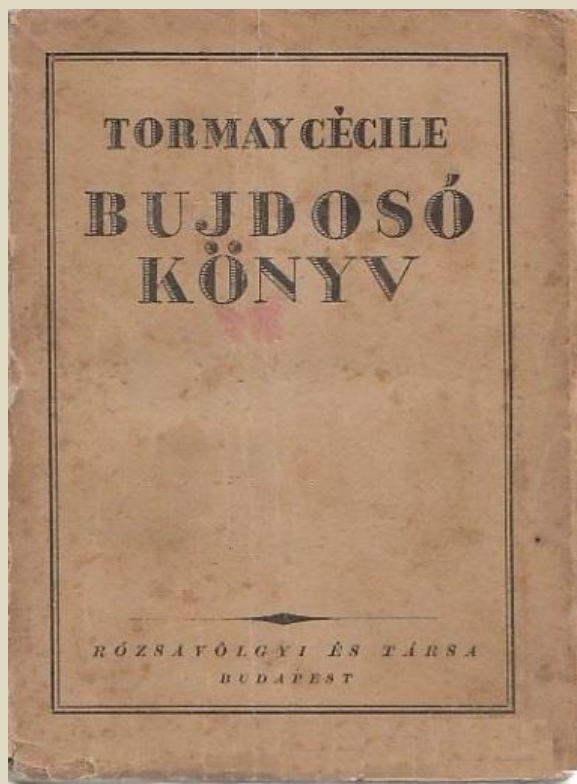 TORMAY CÉCILE
BUJDOSÓ
KÖNYV
RÓZSAVÖLGYI ÉS TÁRSA
BUDAPEST